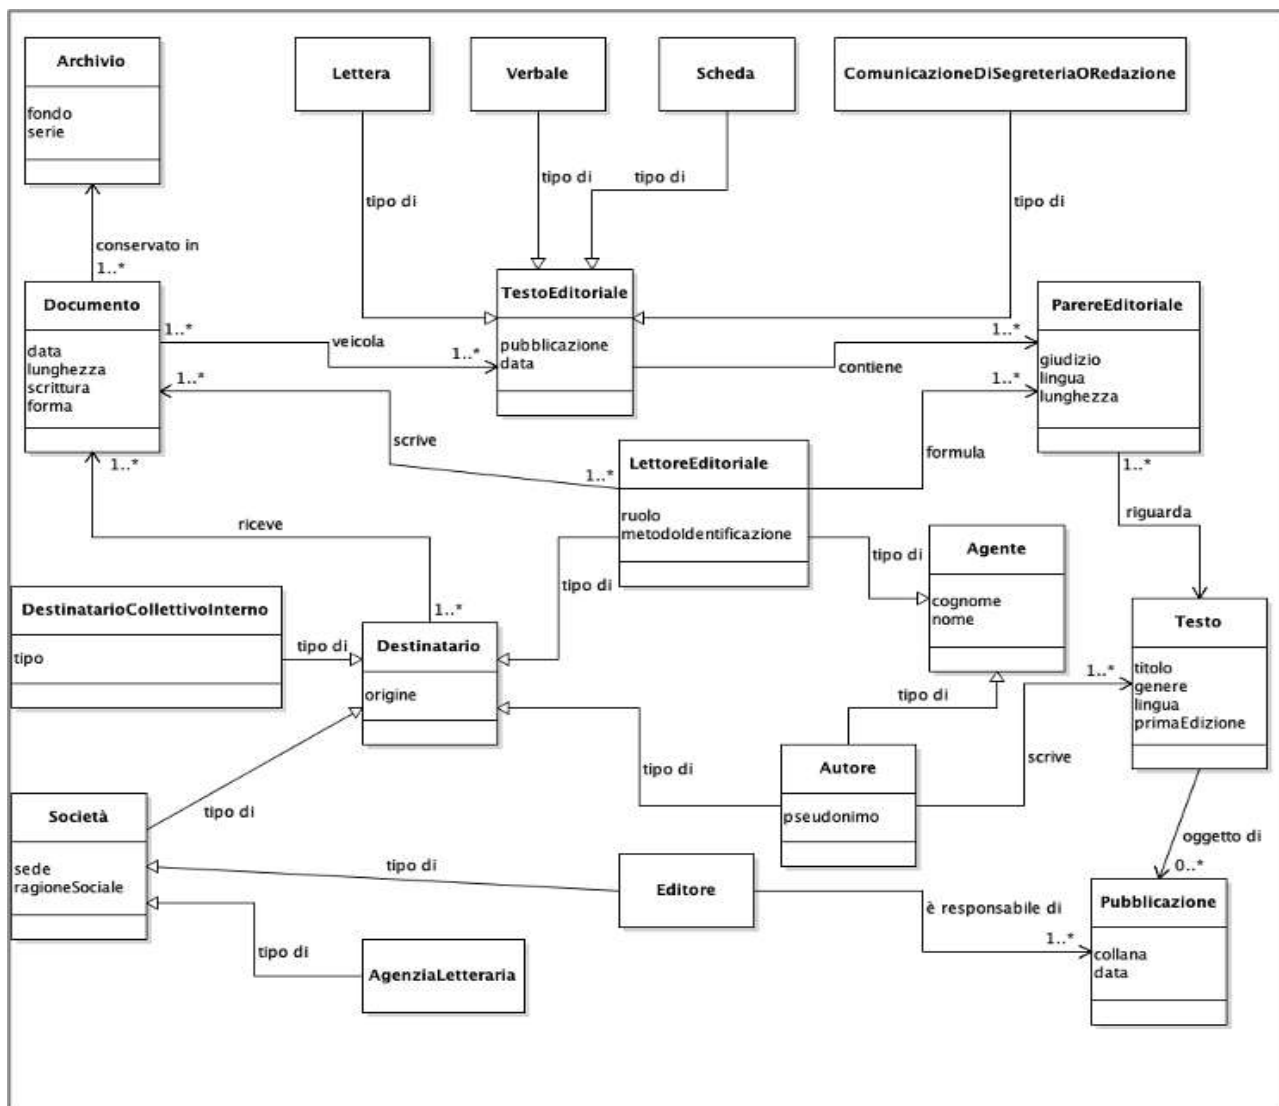 Archivio
fondo
serie
Lettera
Verbale
Scheda
ComunicazioneDiSegreteriaORedazione
tipo di
tipo di
tipo di
tipo di
conservato in
1..*
Documento
data
lunghezza
scrittura
forma
1..*
veicola
1..*
TestoEditoriale
pubblicazione
data
contiene
1..*
ParereEditoriale
giudizio
lingua
lunghezza
1..*
scrive
1..*
LettoreEditoriale
ruolo
metodoIdentificazione
1..*
formula
1..*
riguarda
1..*
riceve
1..*
tipo di
tipo di
Agente
cognome
nome
DestinatarioCollettivoInterno
tipo
tipo di
Destinatario
origine
tipo di
1..*
Testo
titolo
genere
lingua
primaEdizione
tipo di
Autore
pseudonimo
scrive
Società
sede
ragioneSociale
tipo di
tipo di
Editore
è responsabile di
1..*
oggetto di
0..*
Pubblicazione
collana
data
tipo di
AgenziaLetteraria